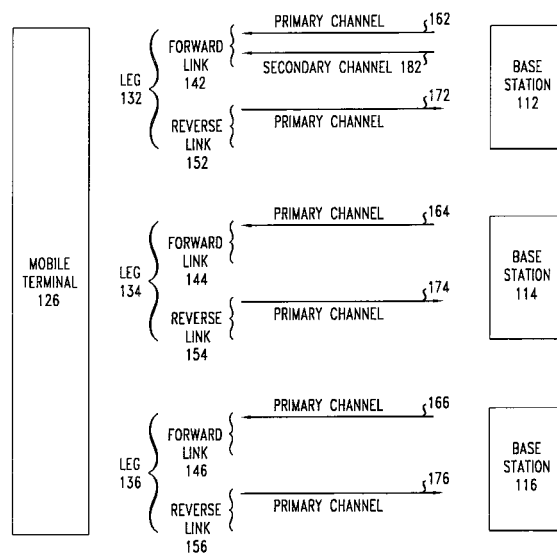 PRIMARY CHANNEL 162
FORWARD
LINK
142
SECONDARY CHANNEL 182
LEG
132
172
REVERSE
LINK
152
PRIMARY CHANNEL
BASE
STATION
112
MOBILE
TERMINAL
126
PRIMARY CHANNEL 164
FORWARD
LINK
144
LEG
134
174
REVERSE
LINK
154
PRIMARY CHANNEL
BASE
STATION
114
PRIMARY CHANNEL 166
FORWARD
LINK
146
LEG
136
176
REVERSE
LINK
156
PRIMARY CHANNEL
BASE
STATION
116